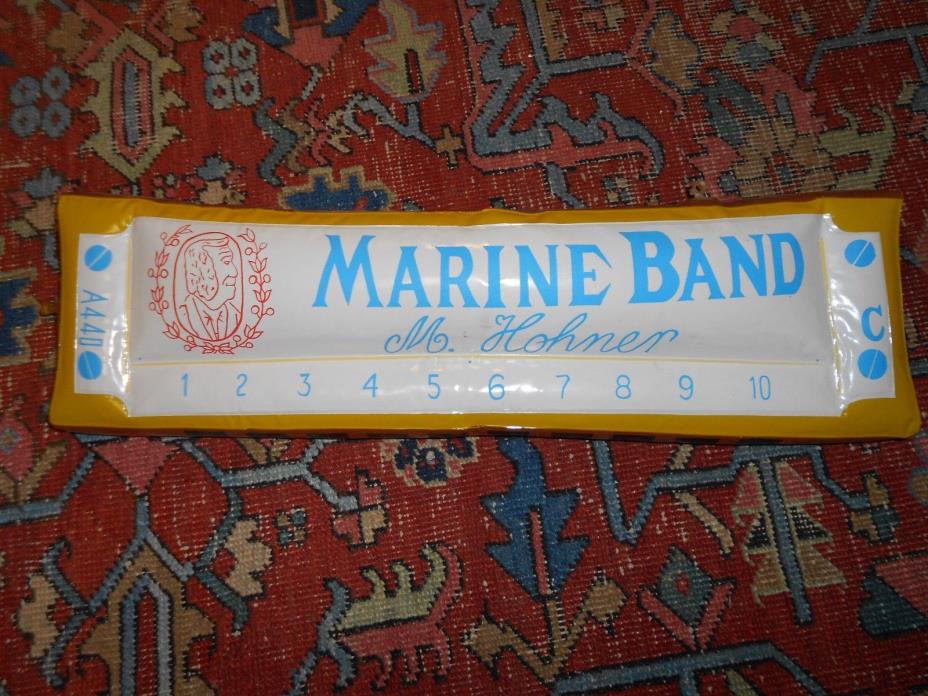 MARINE BAND
M. Hohner
A440
C
1 2 3 4 5 6 7 8 9 10